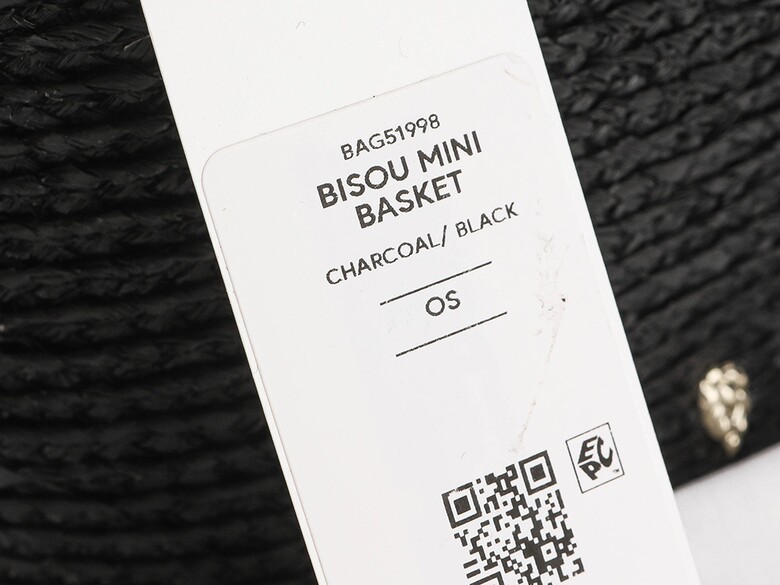 BAG51998
BISOU MINI
BASKET
CHARCOAL/ BLACK
OS
EPC